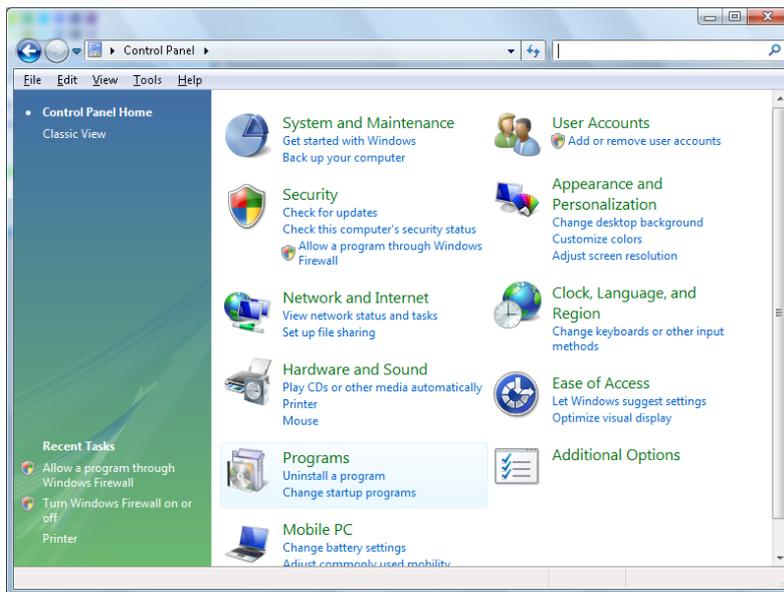 Control Panel
File Edit View Tools Help
Control Panel Home
Classic View
System and Maintenance
Get started with Windows
Back up your computer
Security
Check for updates
Check this computer's security status
Allow a program through Windows
Firewall
Network and Internet
View network status and tasks
Set up file sharing
Hardware and Sound
Play CDs or other media automatically
Printer
Mouse
Programs
Uninstall a program
Change startup programs
Mobile PC
Change battery settings
Adjust commonly used mobility
User Accounts
Add or remove user accounts
Appearance and
Personalization
Change desktop background
Customize colors
Adjust screen resolution
Clock, Language, and
Region
Change keyboards or other input
methods
Ease of Access
Let Windows suggest settings
Optimize visual display
Additional Options
Recent Tasks
Allow a program through
Windows Firewall
Turn Windows Firewall on or
off
Printer